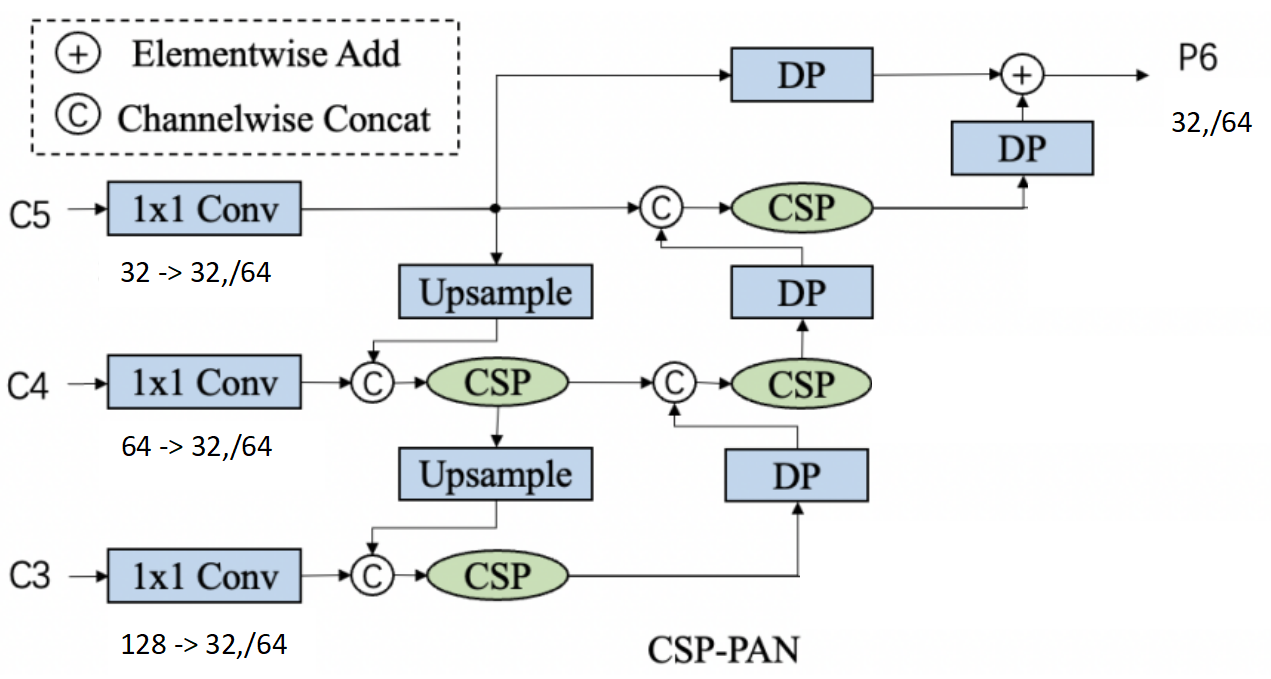 + Elementwise Add
C Channelwise Concat
DP
+
P6
32,/64
DP
C5
1x1 Conv
C
CSP
32 -> 32,/64
Upsample
DP
C4
1x1 Conv
C
CSP
C
CSP
64 -> 32,/64
Upsample
DP
C3
1x1 Conv
C
CSP
128 -> 32,/64
CSP-PAN